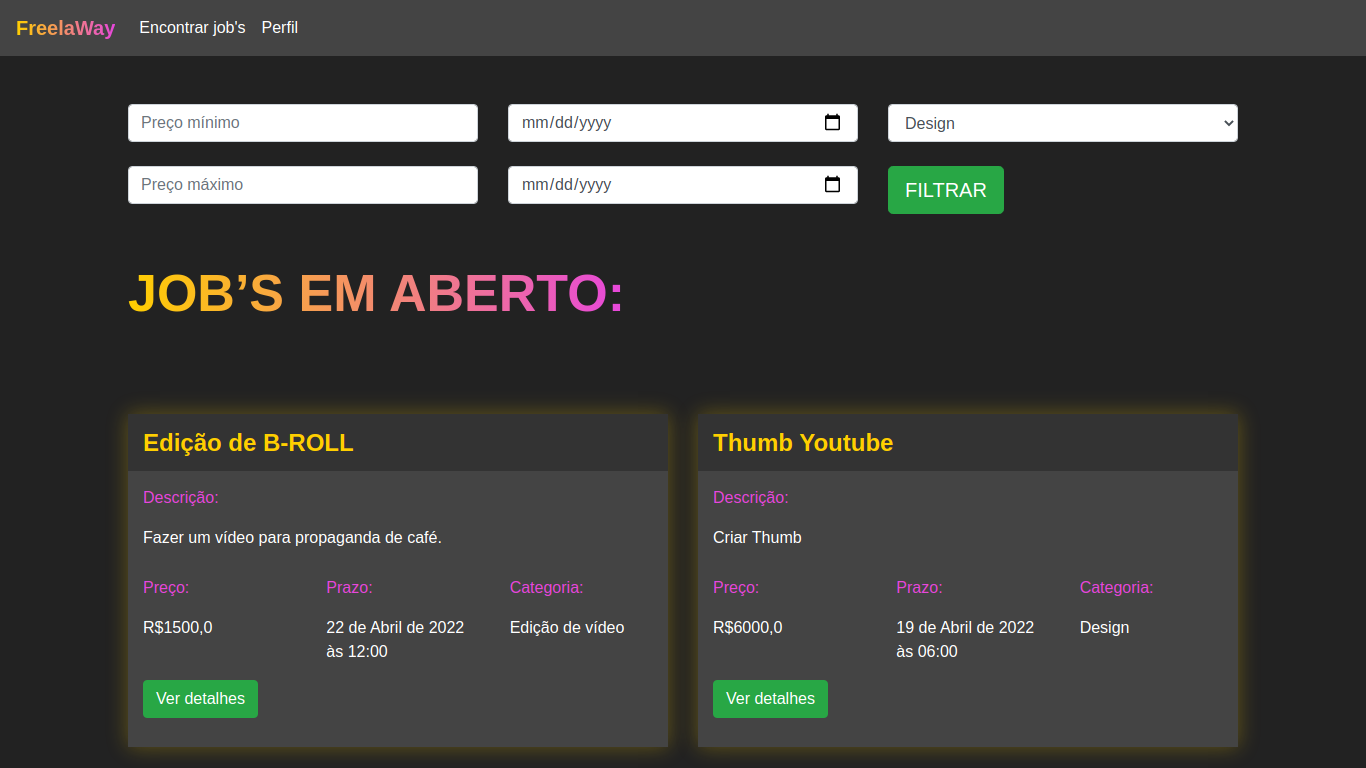 FreelaWay Encontrar job's Perfil
Preço mínimo mm/dd/yyyy Design
Preço máximo mm/dd/yyyy FILTRAR
JOB’S EM ABERTO:
Edição de B-ROLL
Descrição:
Fazer um vídeo para propaganda de café.
Preço: Prazo: Categoria:
R$1500,0 22 de Abril de 2022 Edição de vídeo
às 12:00
Ver detalhes
Thumb Youtube
Descrição:
Criar Thumb
Preço: Prazo: Categoria:
R$6000,0 19 de Abril de 2022 Design
às 06:00
Ver detalhes